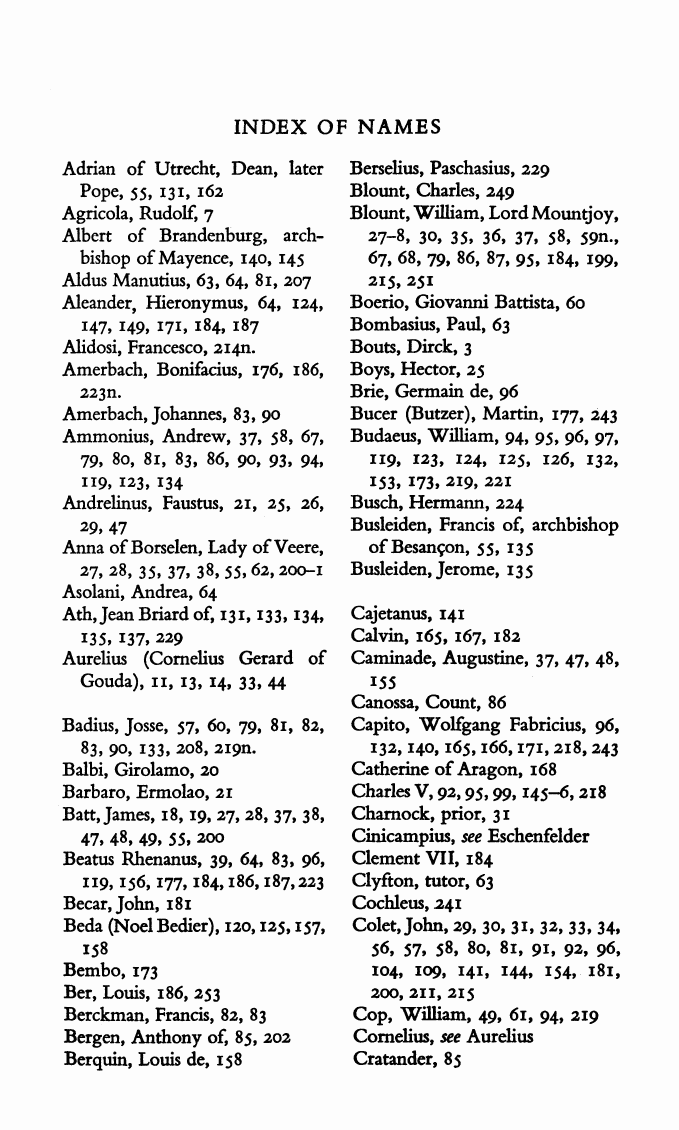 INDEX OF NAMES
Adrian of Utrecht, Dean, later
Pope, 55, 131, 162
Agricola, Rudolf, 7
Albert of Brandenburg, arch-
bishop of Mayence, 140, 145
Aldus Manutius, 63, 64, 81, 207
Aleander, Hieronymus, 64, 124,
147, 149, 171, 184, 187
Alidosi, Francesco, 214n.
Amerbach, Bonifacius, 176, 186,
223n.
Amerbach, Johannes, 83, 90
Ammonius, Andrew, 37, 58, 67,
79, 80, 81, 83, 86, 90, 93, 94,
119, 123, 134
Andrelinus, Faustus, 21, 25, 26,
29, 47
Anna of Borselen, Lady of Veere,
27, 28, 35, 37, 38, 55, 62, 200–1
Asolani, Andrea, 64
Ath, Jean Briard of, 131, 133, 134,
135, 137, 229
Aurelius (Cornelius Gerard of
Gouda), 11, 13, 14, 33, 44
Badius, Josse, 57, 60, 79, 81, 82,
83, 90, 133, 208, 219n.
Balbi, Girolamo, 20
Barbaro, Ermolao, 21
Batt, James, 18, 19, 27, 28, 37, 38,
47, 48, 49, 55, 200
Beatus Rhenanus, 39, 64, 83, 96,
119, 156, 177, 184, 186, 187, 223
Becar, John, 181
Beda (Noel Bedier), 120, 125, 157,
158
Bembo, 173
Ber, Louis, 186, 253
Berckman, Francis, 82, 83
Bergen, Anthony of, 85, 202
Berquin, Louis de, 158
Berselius, Paschasius, 229
Blount, Charles, 249
Blount, William, Lord Mountjoy,
27–8, 30, 35, 36, 37, 58, 59n.,
67, 68, 79, 86, 87, 95, 184, 199,
215, 251
Boerio, Giovanni Battista, 60
Bombasius, Paul, 63
Bouts, Dirck, 3
Boys, Hector, 25
Brie, Germain de, 96
Bucer (Butzer), Martin, 177, 243
Budaeus, William, 94, 95, 96, 97,
119, 123, 124, 125, 126, 132,
153, 173, 219, 221
Busch, Hermann, 224
Busleiden, Francis of, archbishop
of Besançon, 55, 135
Busleiden, Jerome, 135
Cajetanus, 141
Calvin, 165, 167, 182
Caminade, Augustine, 37, 47, 48,
155
Canossa, Count, 86
Capito, Wolfgang Fabricius, 96,
132, 140, 165, 166, 171, 218, 243
Catherine of Aragon, 168
Charles V, 92, 95, 99, 145–6, 218
Charnock, prior, 31
Cinicampius, see Eschenfelder
Clement VII, 184
Clyfton, tutor, 63
Cochleus, 241
Colet, John, 29, 30, 31, 32, 33, 34,
56, 57, 58, 80, 81, 91, 92, 96,
104, 109, 141, 144, 154, 181,
200, 211, 215
Cop, William, 49, 61, 94, 219
Cornelius, see Aurelius
Cratander, 85